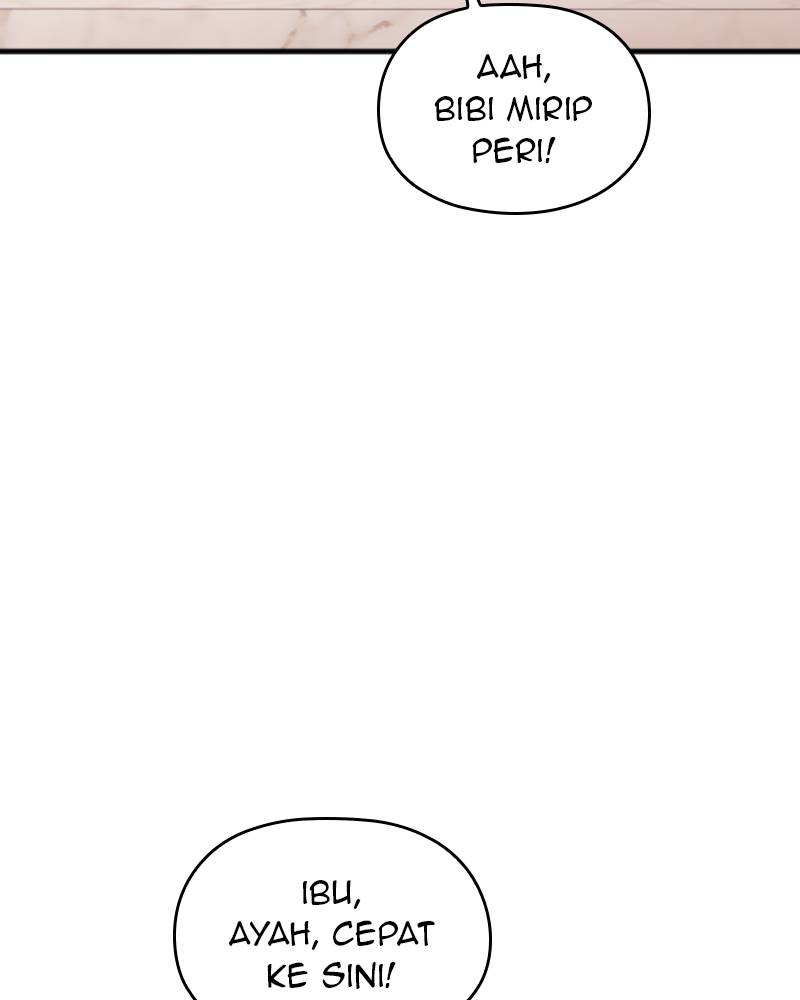 AAH,
BIBI MIRIP
PERI!
IBU,
AYAH, CEPAT
KE SINI!